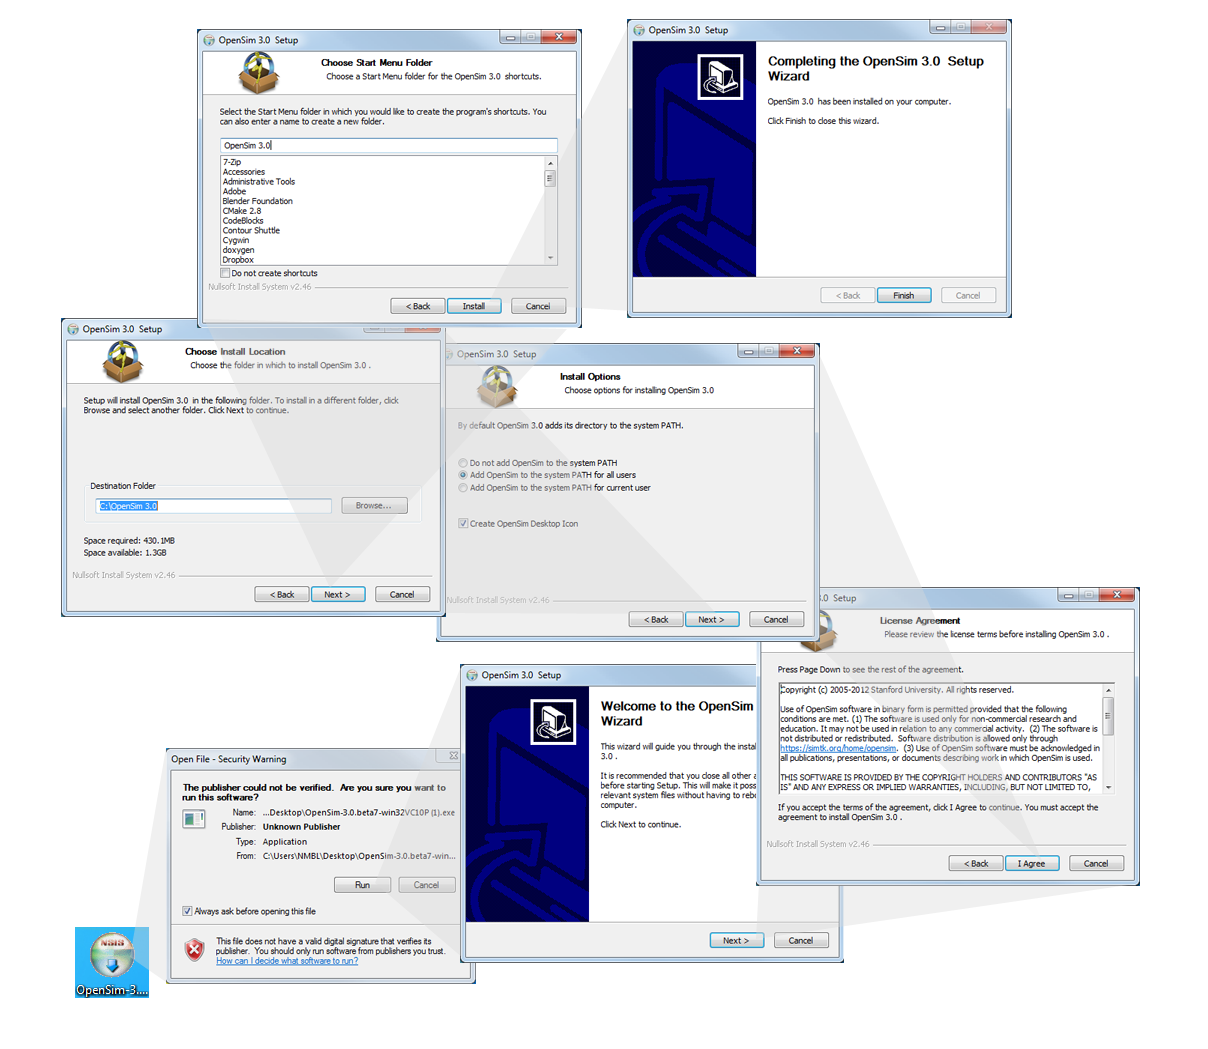 OpenSim 3.0 Setup
Choose Start Menu Folder
Choose a Start Menu folder for the OpenSim 3.0 shortcuts.
Select the Start Menu folder in which you would like to create the program's shortcuts. You
can also enter a name to create a new folder.
OpenSim 3.0
7-Zip
Accessories
Administrative Tools
Adobe
Blender Foundation
CMake 2.8
CodeBlocks
Contour Shuttle
Cygwin
doxygen
Dropbox
Do not create shortcuts
Nullsoft Install System v2.46
< Back Install Cancel
OpenSim 3.0 Setup
Completing the OpenSim 3.0 Setup
Wizard
OpenSim 3.0 has been installed on your computer.
Click Finish to close this wizard.
< Back Finish Cancel
OpenSim 3.0 Setup
Choose Install Location
Choose the folder in which to install OpenSim 3.0 .
Setup will install OpenSim 3.0 in the following folder. To install in a different folder, click
Browse and select another folder. Click Next to continue.
Destination Folder
C:\OpenSim 3.0
Browse...
Space required: 430.1MB
Space available: 1.3GB
Nullsoft Install System v2.46
< Back Next > Cancel
OpenSim 3.0 Setup
Install Options
Choose options for installing OpenSim 3.0
By default OpenSim 3.0 adds its directory to the system PATH.
Do not add OpenSim to the system PATH
Add OpenSim to the system PATH for all users
Add OpenSim to the system PATH for current user
Create OpenSim Desktop Icon
Nullsoft Install System v2.46
< Back Next > Cancel
3.0 Setup
License Agreement
Please review the license terms before installing OpenSim 3.0 .
Press Page Down to see the rest of the agreement.
Copyright (c) 2005-2012 Stanford University. All rights reserved.
Use of OpenSim software in binary form is permitted provided that the following
conditions are met. (1) The software is used only for non-commercial research and
education. It may not be used in relation to any commercial activity. (2) The software is
not distributed or redistributed. Software distribution is allowed only through
https://simtk.org/home/opensim. (3) Use of OpenSim software must be acknowledged in
all publications, presentations, or documents describing work in which OpenSim is used.
THIS SOFTWARE IS PROVIDED BY THE COPYRIGHT HOLDERS AND CONTRIBUTORS "AS
IS" AND ANY EXPRESS OR IMPLIED WARRANTIES, INCLUDING, BUT NOT LIMITED TO,
If you accept the terms of the agreement, click I Agree to continue. You must accept the
agreement to install OpenSim 3.0 .
Nullsoft Install System v2.46
< Back I Agree Cancel
OpenSim 3.0 Setup
Welcome to the OpenSim
Wizard
This wizard will guide you through the instal
3.0 .
It is recommended that you close all other a
before starting Setup. This will make it poss
relevant system files without having to rebo
computer.
Click Next to continue.
Next > Cancel
Open File - Security Warning
The publisher could not be verified. Are you sure you want to
run this software?
Name: ...Desktop\OpenSim-3.0.beta7-win32VC10P (1).exe
Publisher: Unknown Publisher
Type: Application
From: C:\Users\NMBL\Desktop\OpenSim-3.0.beta7-win...
Run Cancel
Always ask before opening this file
This file does not have a valid digital signature that verifies its
publisher. You should only run software from publishers you trust.
How can I decide what software to run?
NSIS
OpenSim-3....